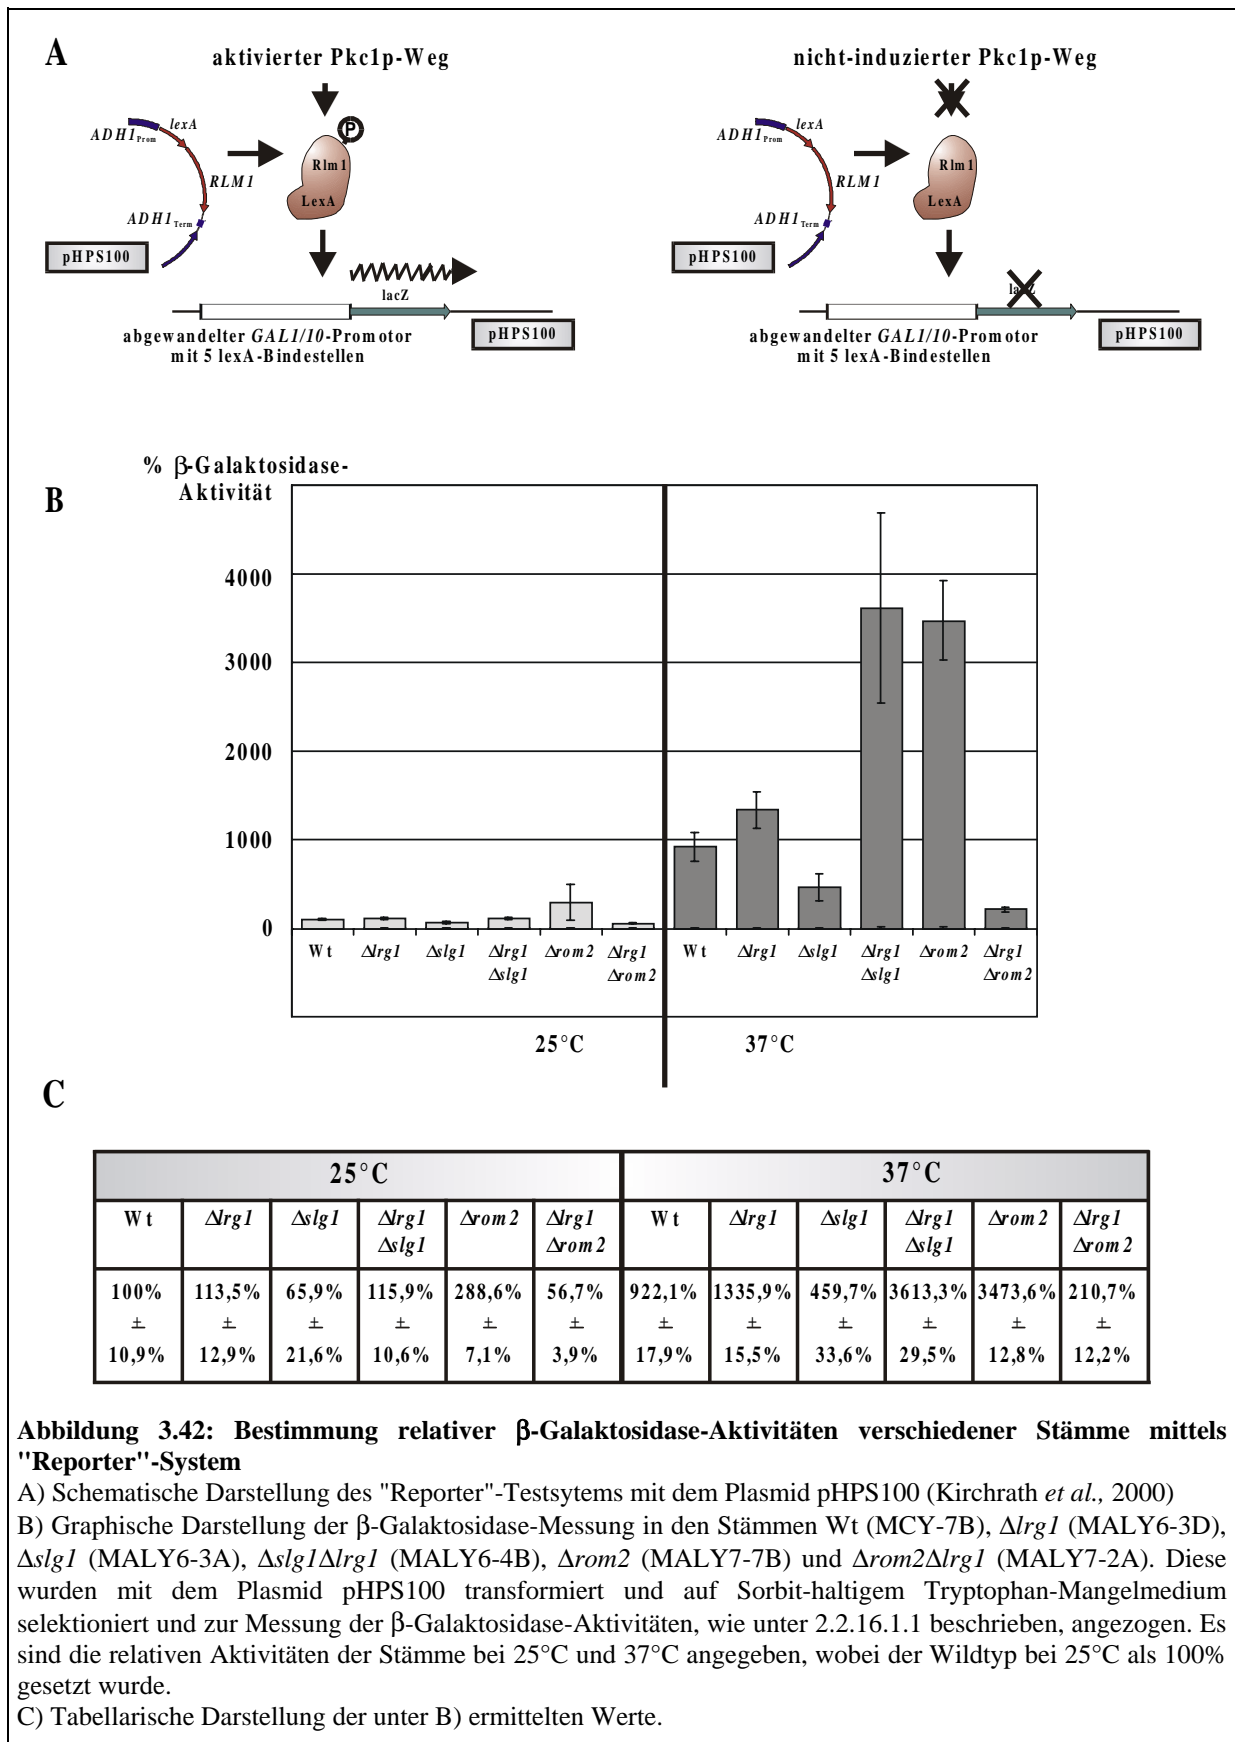 A
aktivierter Pkc1p-Weg
P
ADH1Prom
lexA
Rlm1
RLM1
LexA
ADH1Term
pHPS100
lacZ
abgewandelter GAL1/10-Promotor
mit 5 lexA-Bindestellen
pHPS100
nicht-induzierter Pkc1p-Weg
ADH1Prom
lexA
Rlm1
RLM1
LexA
ADH1Term
pHPS100
lacZ
abgewandelter GAL1/10-Promotor
mit 5 lexA-Bindestellen
pHPS100
B
% β-Galaktosidase-
Aktivität
4000
3000
2000
1000
0
Wt Δlrg1 Δslg1 Δlrg1 Δrom2 Δlrg1 Wt Δlrg1 Δslg1 Δlrg1 Δrom2 Δlrg1
Δslg1 Δrom2 Δslg1 Δrom2
25°C 37°C
C
25°C 37°C
Wt Δlrg1 Δslg1 Δlrg1 Δrom2 Δlrg1 Wt Δlrg1 Δslg1 Δlrg1 Δrom2 Δlrg1
Δslg1 Δrom2 Δslg1 Δrom2
100% 113,5% 65,9% 115,9% 288,6% 56,7% 922,1% 1335,9% 459,7% 3613,3% 3473,6% 210,7%
± ± ± ± ± ± ± ± ± ± ± ±
10,9% 12,9% 21,6% 10,6% 7,1% 3,9% 17,9% 15,5% 33,6% 29,5% 12,8% 12,2%
Abbildung 3.42: Bestimmung relativer β-Galaktosidase-Aktivitäten verschiedener Stämme mittels
"Reporter"-System
A) Schematische Darstellung des "Reporter"-Testsytems mit dem Plasmid pHPS100 (Kirchrath et al., 2000)
B) Graphische Darstellung der β-Galaktosidase-Messung in den Stämmen Wt (MCY-7B), Δlrg1 (MALY6-3D),
Δslg1 (MALY6-3A), Δslg1Δlrg1 (MALY6-4B), Δrom2 (MALY7-7B) und Δrom2Δlrg1 (MALY7-2A). Diese
wurden mit dem Plasmid pHPS100 transformiert und auf Sorbit-haltigem Tryptophan-Mangelmedium
selektioniert und zur Messung der β-Galaktosidase-Aktivitäten, wie unter 2.2.16.1.1 beschrieben, angezogen. Es
sind die relativen Aktivitäten der Stämme bei 25°C und 37°C angegeben, wobei der Wildtyp bei 25°C als 100%
gesetzt wurde.
C) Tabellarische Darstellung der unter B) ermittelten Werte.